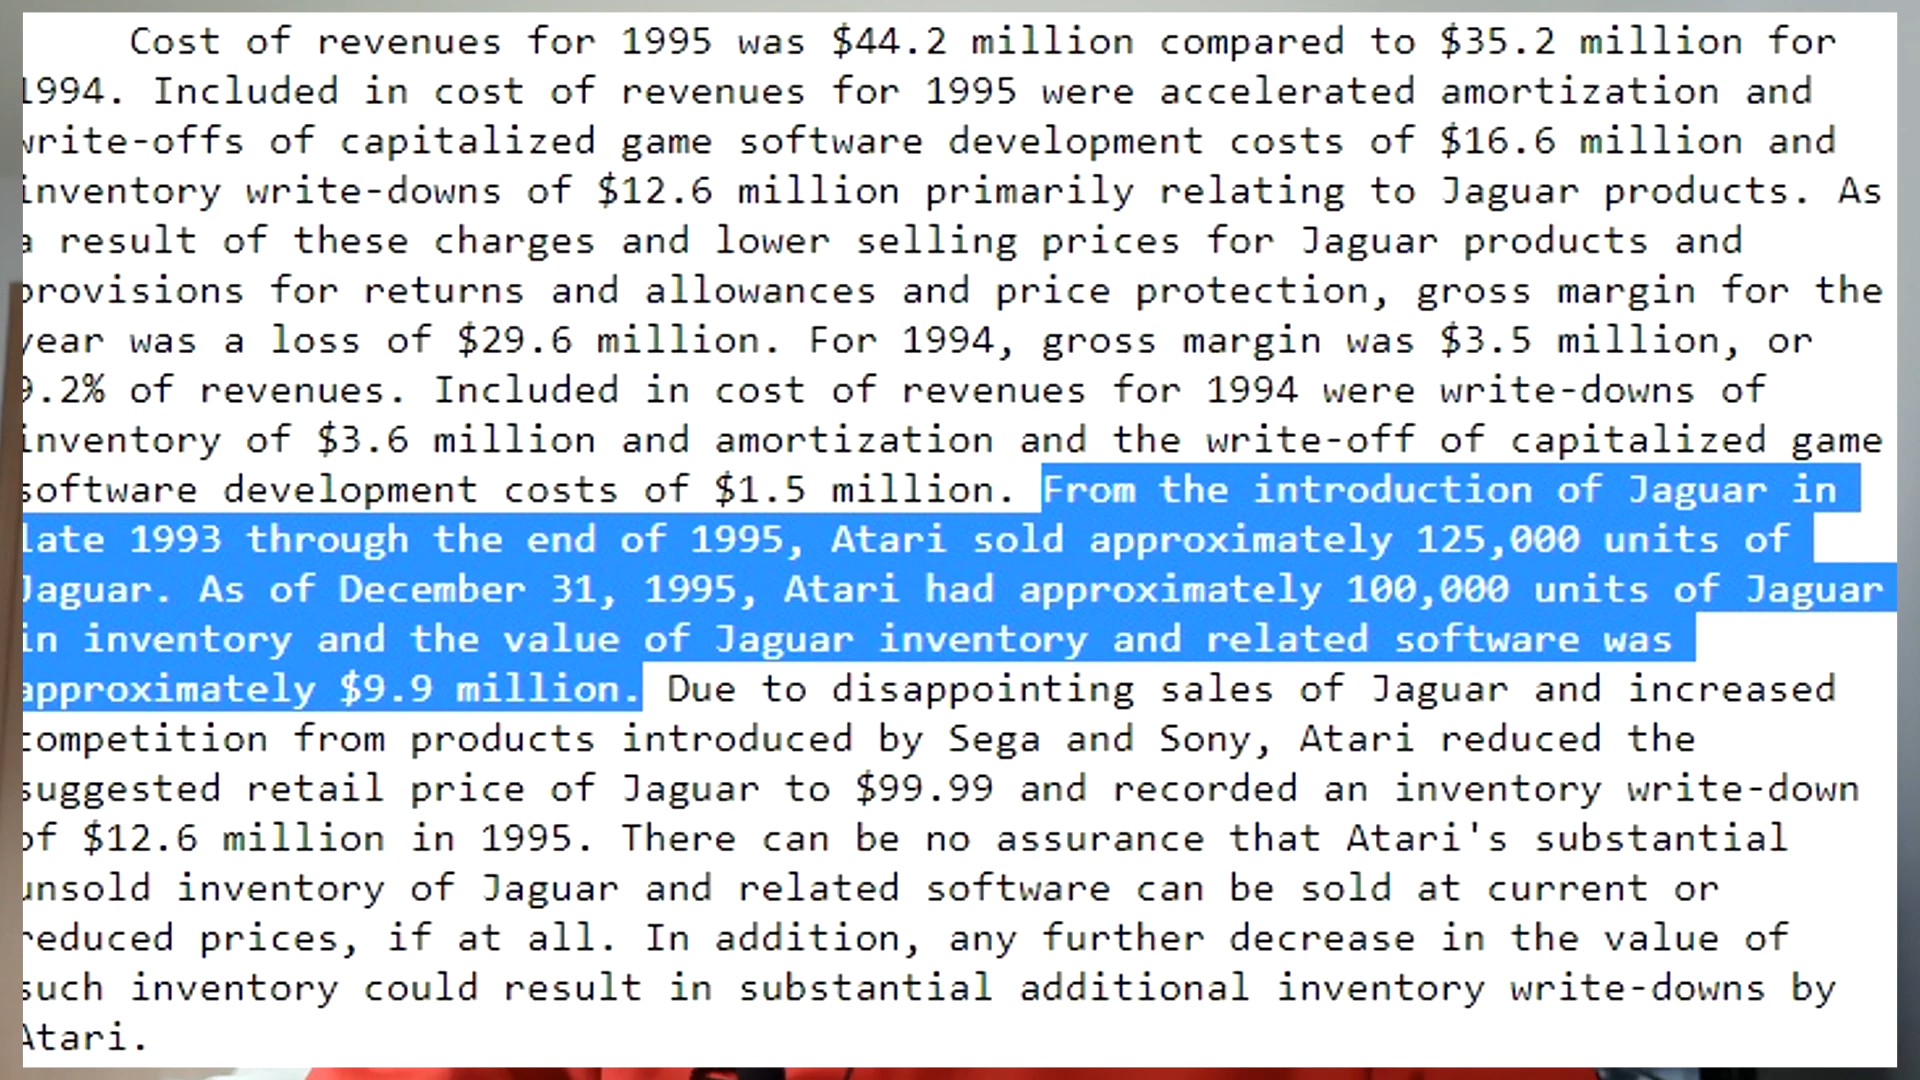 Cost of revenues for 1995 was $44.2 million compared to $35.2 million for
1994. Included in cost of revenues for 1995 were accelerated amortization and
write-offs of capitalized game software development costs of $16.6 million and
inventory write-downs of $12.6 million primarily relating to Jaguar products. As
a result of these charges and lower selling prices for Jaguar products and
provisions for returns and allowances and price protection, gross margin for the
year was a loss of $29.6 million. For 1994, gross margin was $3.5 million, or
9.2% of revenues. Included in cost of revenues for 1994 were write-downs of
inventory of $3.6 million and amortization and the write-off of capitalized game
software development costs of $1.5 million. From the introduction of Jaguar in
late 1993 through the end of 1995, Atari sold approximately 125,000 units of
Jaguar. As of December 31, 1995, Atari had approximately 100,000 units of Jaguar
in inventory and the value of Jaguar inventory and related software was
approximately $9.9 million. Due to disappointing sales of Jaguar and increased
competition from products introduced by Sega and Sony, Atari reduced the
suggested retail price of Jaguar to $99.99 and recorded an inventory write-down
of $12.6 million in 1995. There can be no assurance that Atari's substantial
unsold inventory of Jaguar and related software can be sold at current or
reduced prices, if at all. In addition, any further decrease in the value of
such inventory could result in substantial additional inventory write-downs by
Atari.